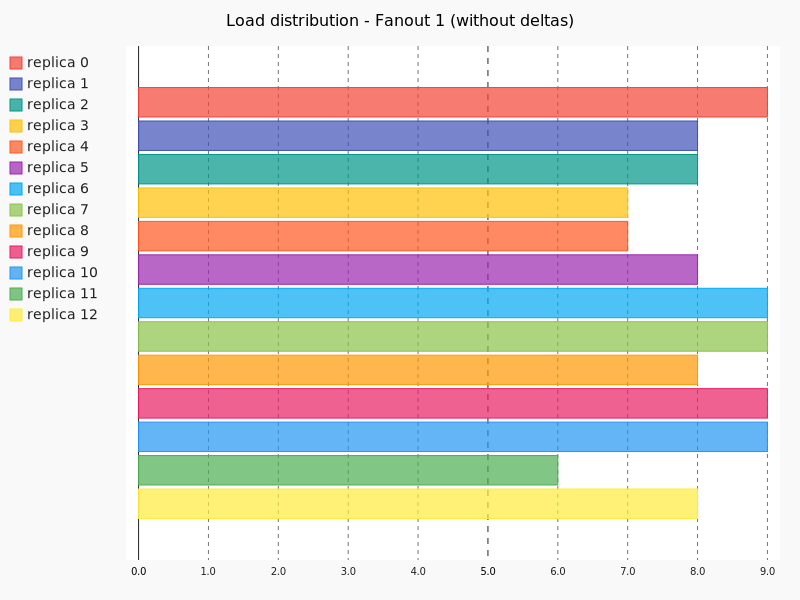 Load distribution - Fanout 1 (without deltas)
replica 0
replica 1
replica 2
replica 3
replica 4
replica 5
replica 6
replica 7
replica 8
replica 9
replica 10
replica 11
replica 12
0.0 1.0 2.0 3.0 4.0 5.0 6.0 7.0 8.0 9.0